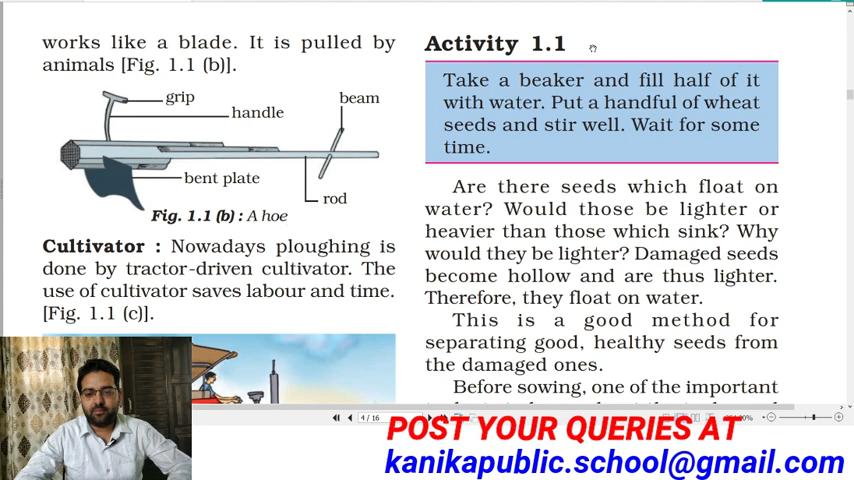 works like a blade. It is pulled by
animals [Fig. 1.1 (b)].
grip
beam
handle
bent plate
rod
Fig. 1.1 (b) : A hoe
Cultivator : Nowadays ploughing is
done by tractor-driven cultivator. The
use of cultivator saves labour and time.
[Fig. 1.1 (c)].
Activity 1.1
Take a beaker and fill half of it
with water. Put a handful of wheat
seeds and stir well. Wait for some
time.
Are there seeds which float on
water? Would those be lighter or
heavier than those which sink? Why
would they be lighter? Damaged seeds
become hollow and are thus lighter.
Therefore, they float on water.
This is a good method for
separating good, healthy seeds from
the damaged ones.
Before sowing, one of the important
4 / 16
POST YOUR QUERIES AT
kanikapublic.school@gmail.com